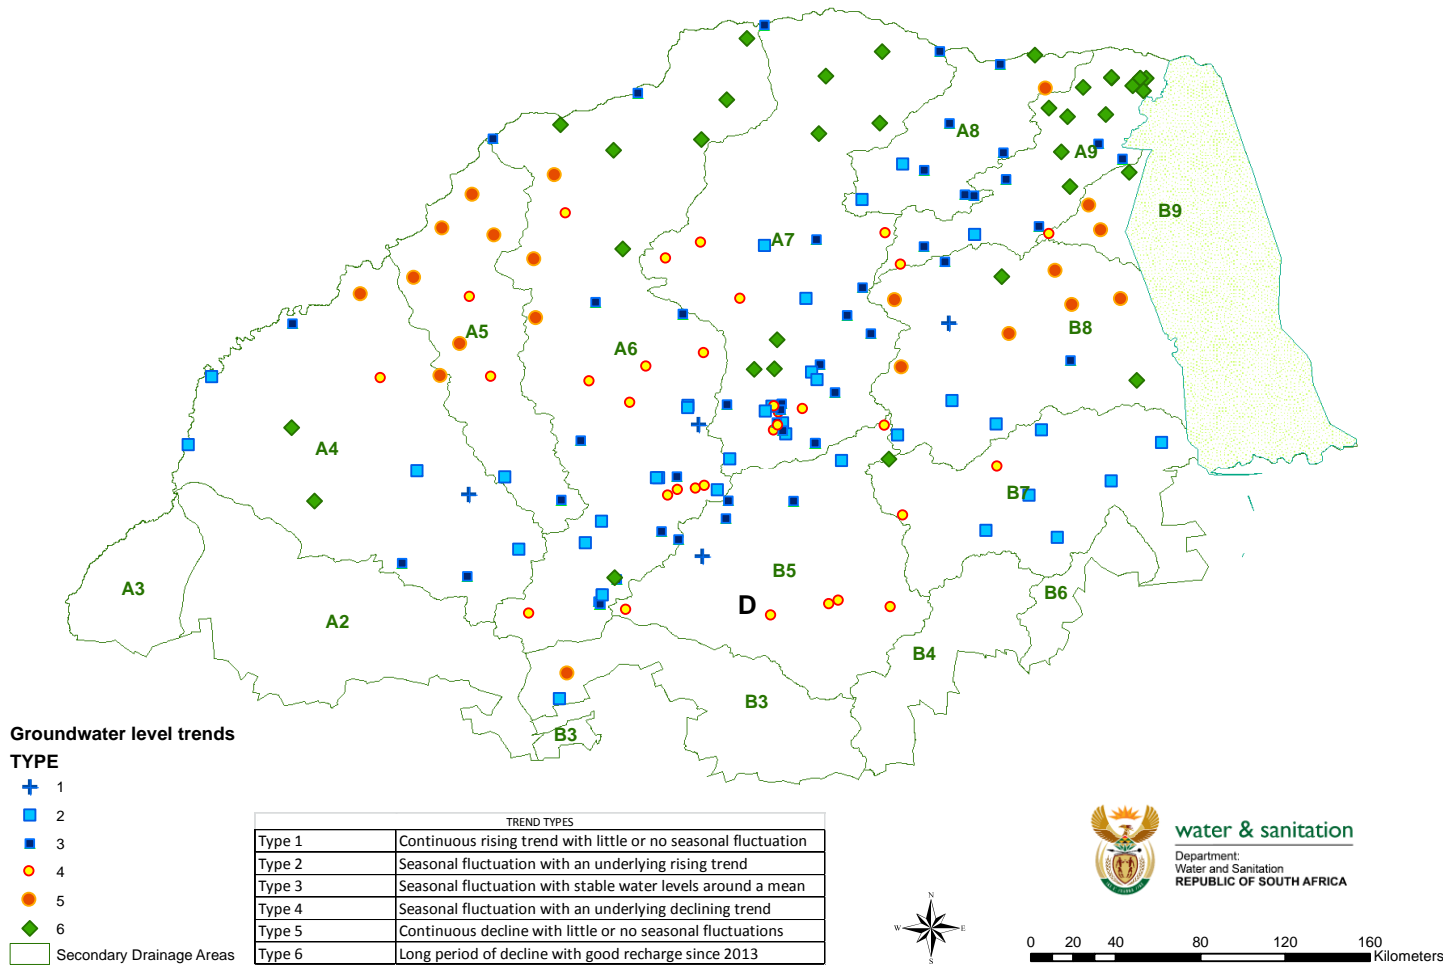 A8
A9
B9
A7
B8
A5
A6
A4
B7
B5
A3
B6
D
A2
B4
B3
B3
Groundwater level trends
TYPE
1
2
3
4
5
6
Secondary Drainage Areas
TREND TYPES
Type 1 Continuous rising trend with little or no seasonal fluctuation
Type 2 Seasonal fluctuation with an underlying rising trend
Type 3 Seasonal fluctuation with stable water levels around a mean
Type 4 Seasonal fluctuation with an underlying declining trend
Type 5 Continuous decline with little or no seasonal fluctuations
Type 6 Long period of decline with good recharge since 2013
N
W E
S
water & sanitation
Department:
Water and Sanitation
REPUBLIC OF SOUTH AFRICA
0 20 40 80 120 160
Kilometers